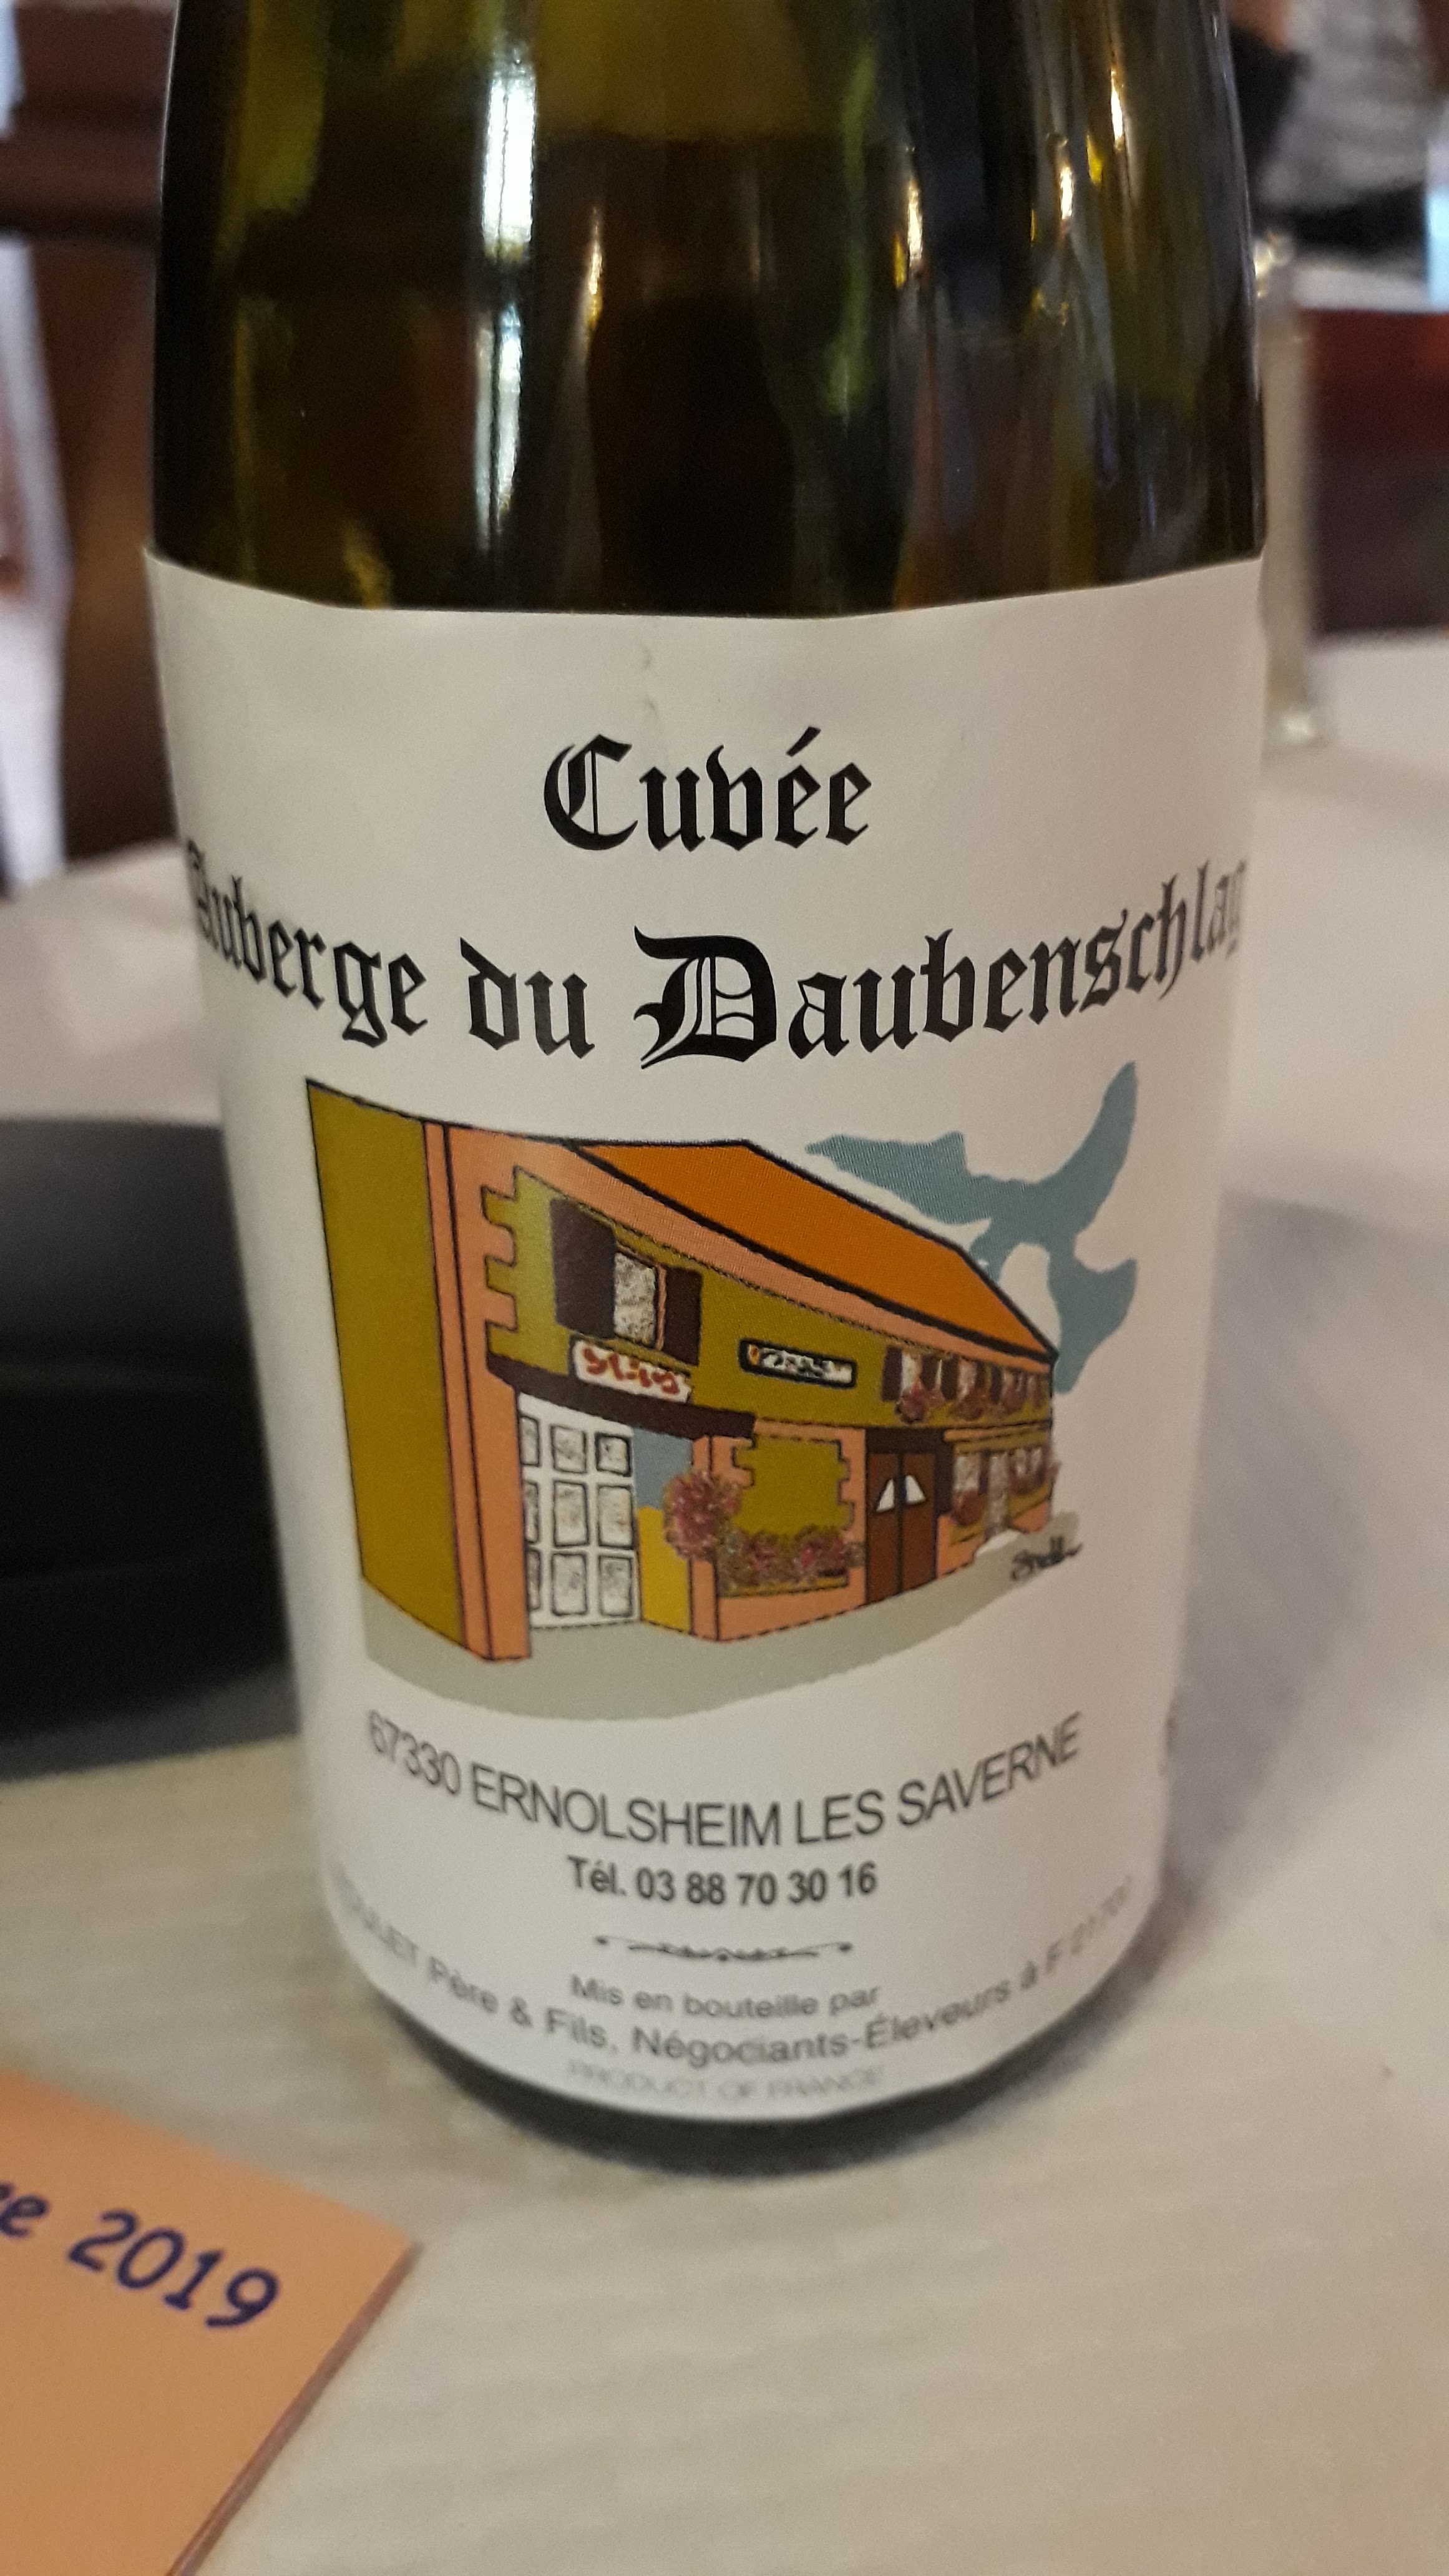 Cuvée
Auberge du Daubenschlag
67330 ERNOLSHEIM LES SAVERNE
Tél. 03 88 70 30 16
Mis en bouteille par
Père & Fils, Négociants-Éleveurs à
PRODUCT OF FRANCE
2019